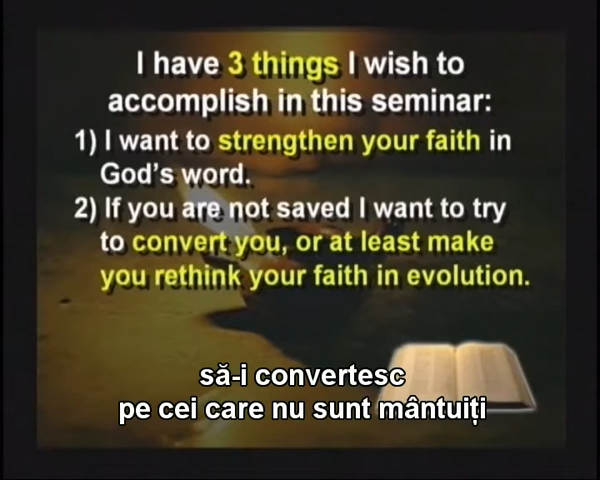 I have 3 things I wish to
accomplish in this seminar:
1) I want to strengthen your faith in
God's word.
2) If you are not saved I want to try
to convert you, or at least make
you rethink your faith in evolution.
să-i convertesc
pe cei care nu sunt mântuiți